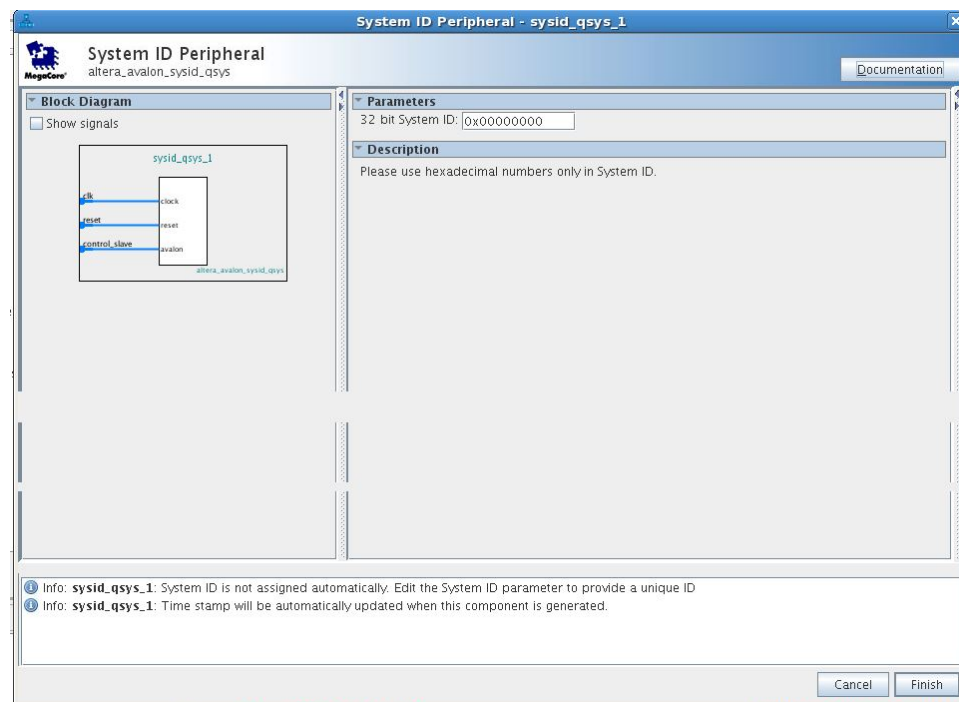 System ID Peripheral - sysid_qsys_1
System ID Peripheral
altera_avalon_sysid_qsys
MegaCore'
Documentation
Block Diagram
Show signals
sysid_qsys_1
clk
clock
reset
reset
control_slave
avalon
altera_avalon_sysid_qsys
Parameters
32 bit System ID: 0x00000000
Description
Please use hexadecimal numbers only in System ID.
Info: sysid_qsys_1: System ID is not assigned automatically. Edit the System ID parameter to provide a unique ID
Info: sysid_qsys_1: Time stamp will be automatically updated when this component is generated.
Cancel
Finish